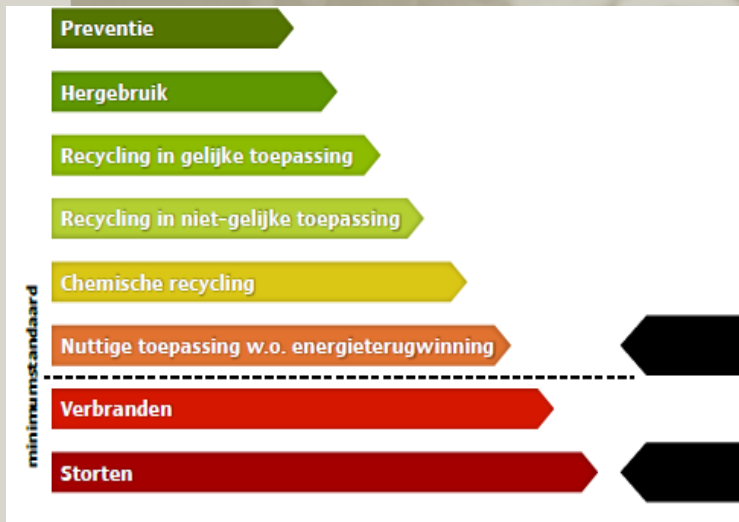 Preventie
Hergebruik
Recycling in gelijke toepassing
Recycling in niet-gelijke toepassing
Chemische recycling
Nuttige toepassing w.o. energieterugwinning
Verbranden
Storten
minimumstandaard